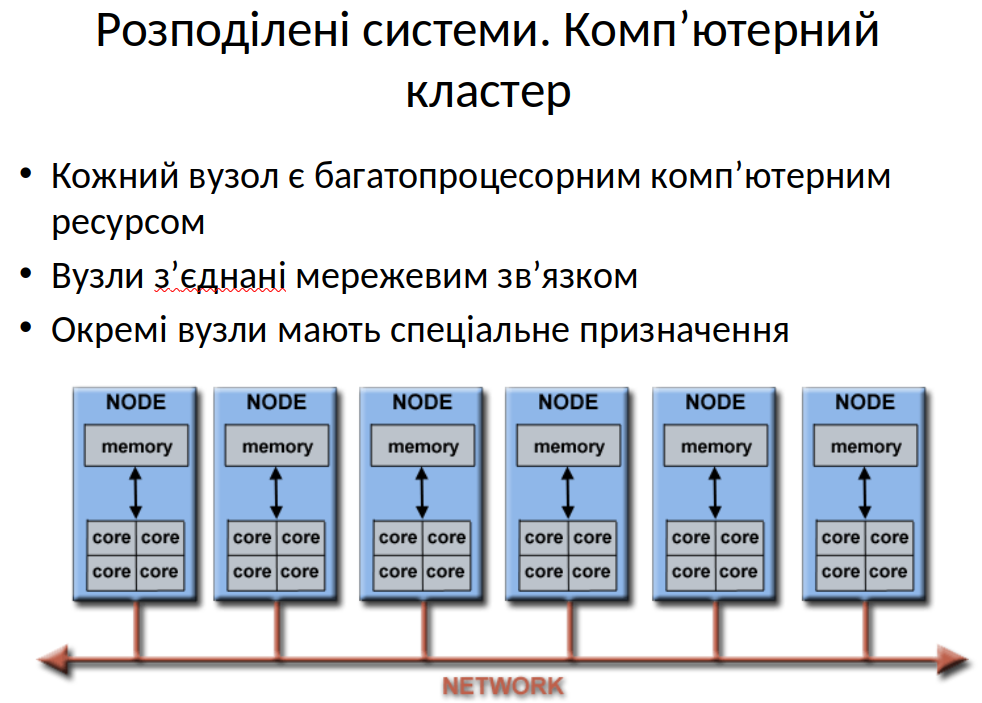 Розподілені системи. Комп’ютерний
кластер
• Кожний вузол є багатопроцесорним комп’ютерним
ресурсом
• Вузли з’єднані мережевим зв’язком
• Окремі вузли мають спеціальне призначення
NODE NODE NODE NODE NODE NODE
memory memory memory memory memory memory
core core core core core core core core core core core core
core core core core core core core core core core core core
NETWORK